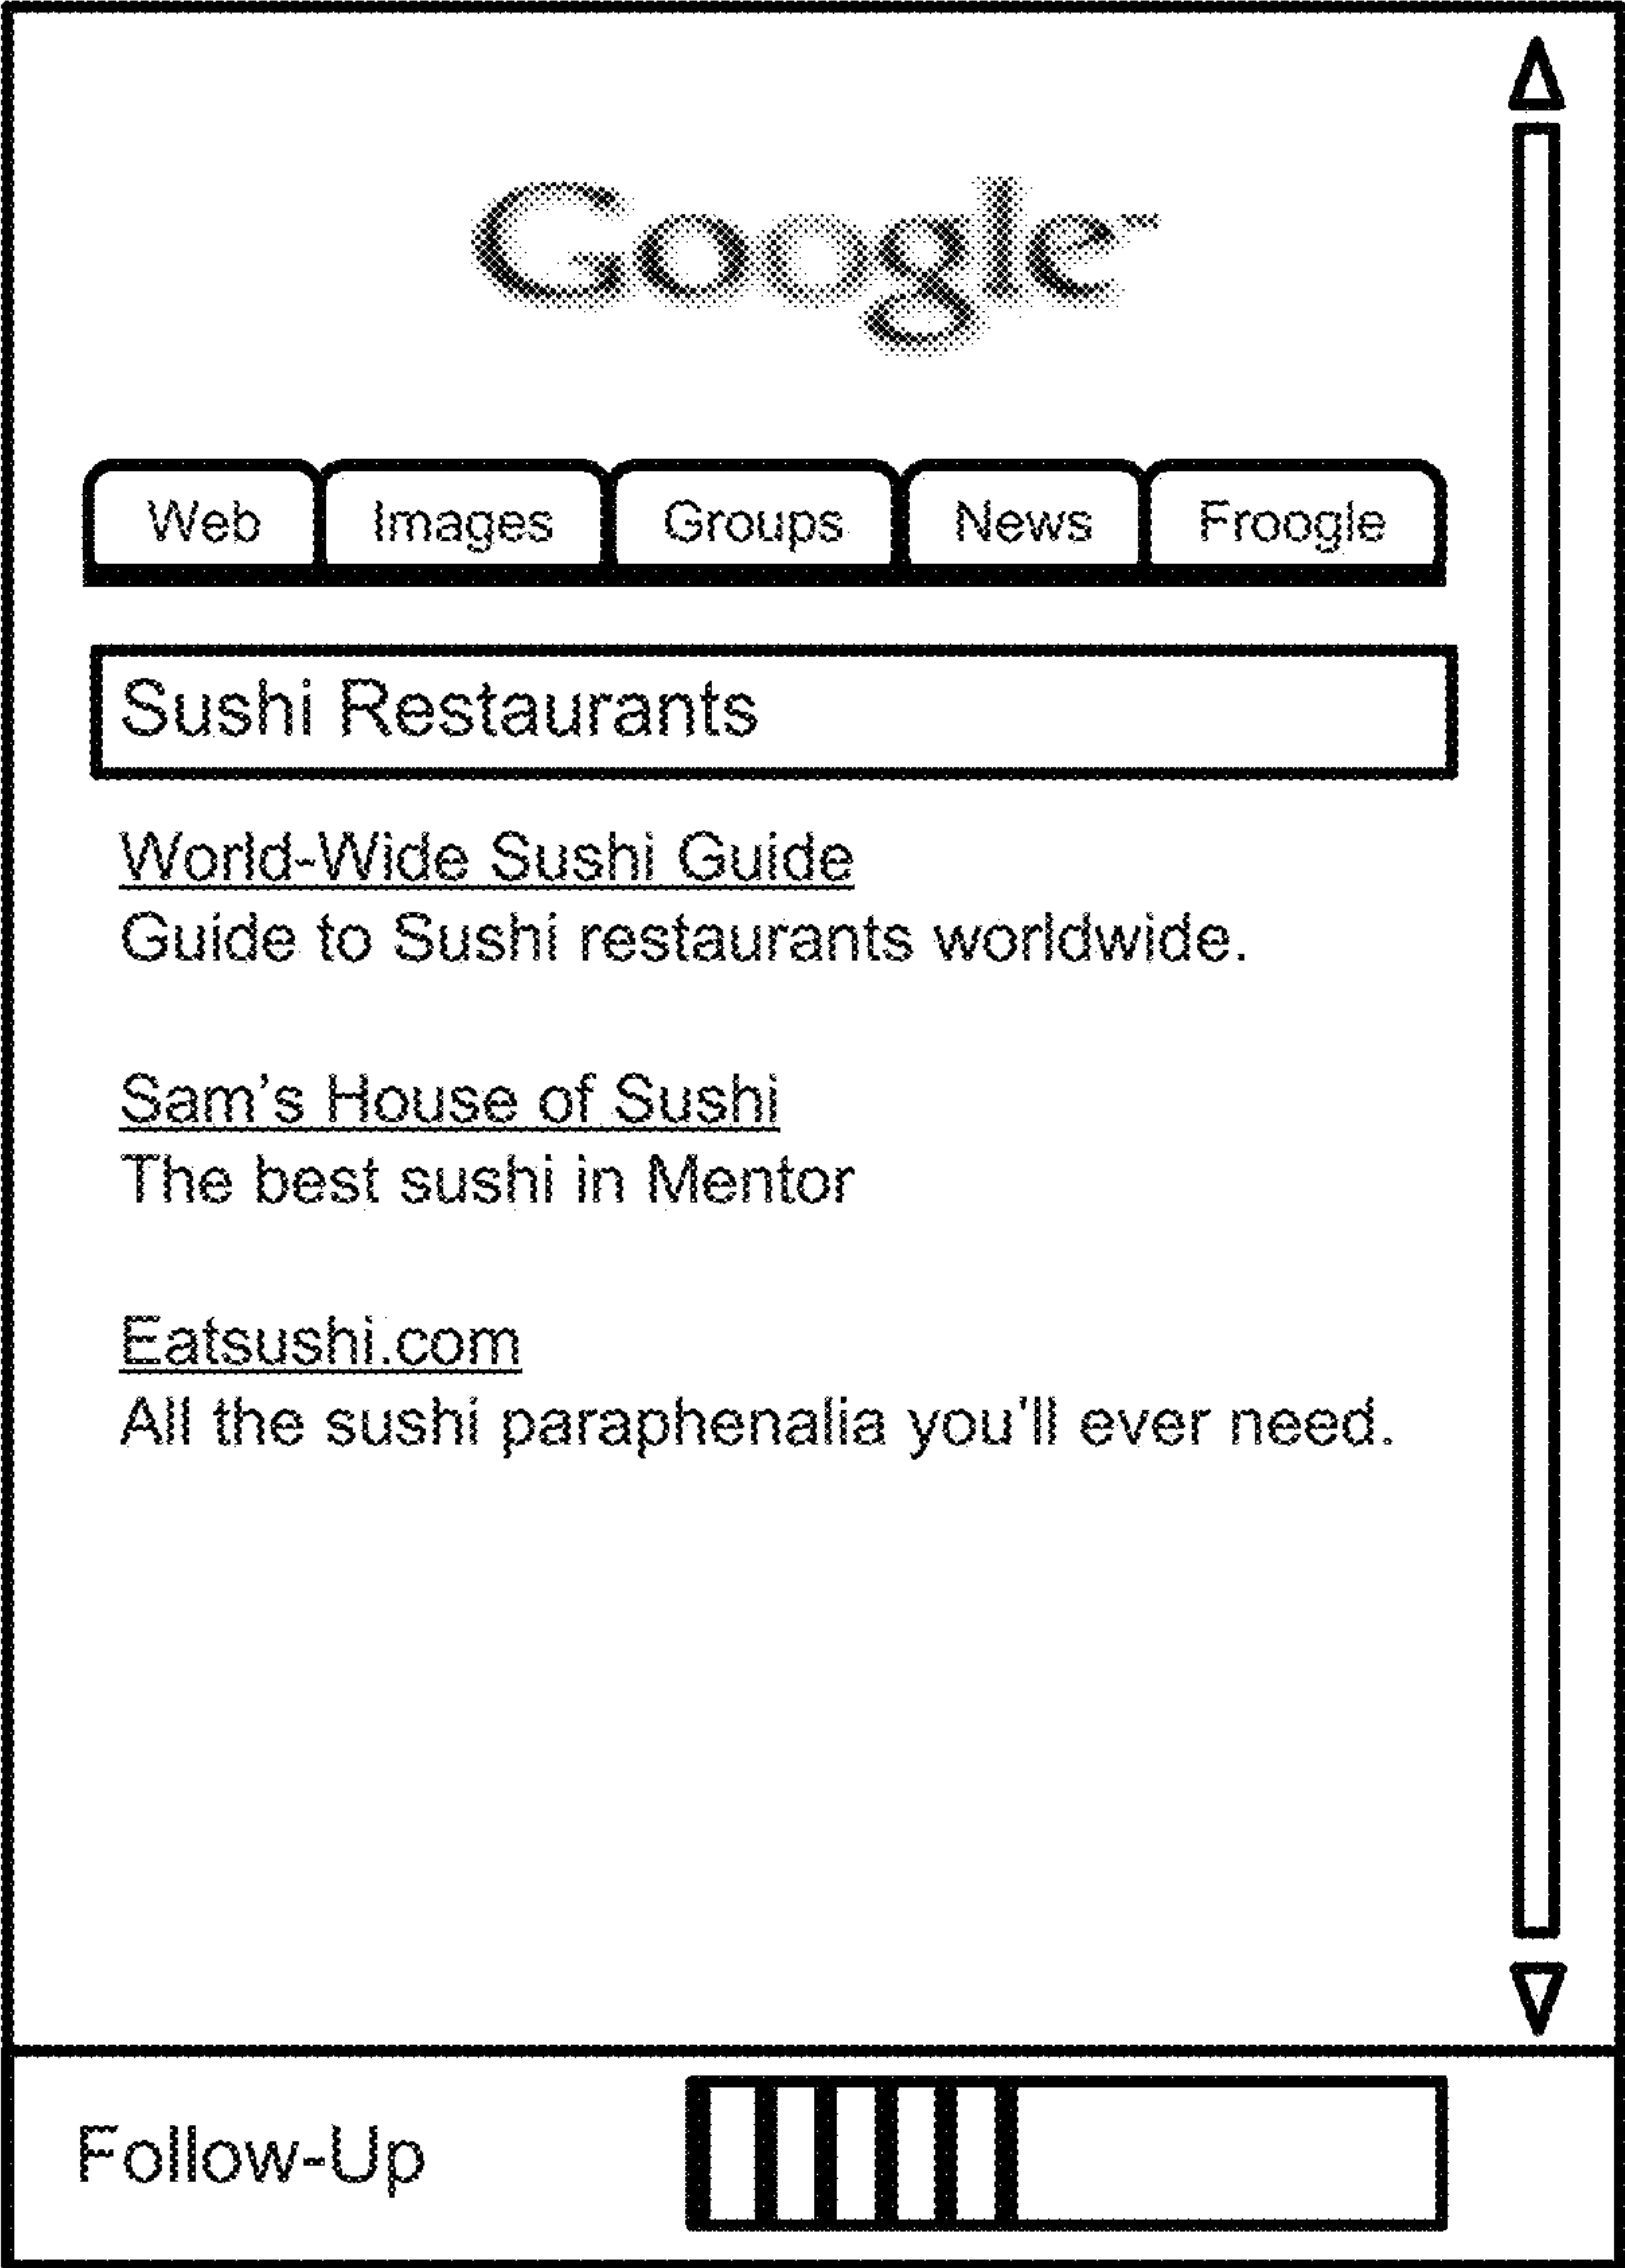 Google
Web Images Groups News Froogle
Sushi Restaurants
World-Wide Sushi Guide
Guide to Sushi restaurants worldwide.
Sam's House of Sushi
The best sushi in Mentor
Eatsushi.com
All the sushi paraphenalia you'll ever need.
Follow-Up